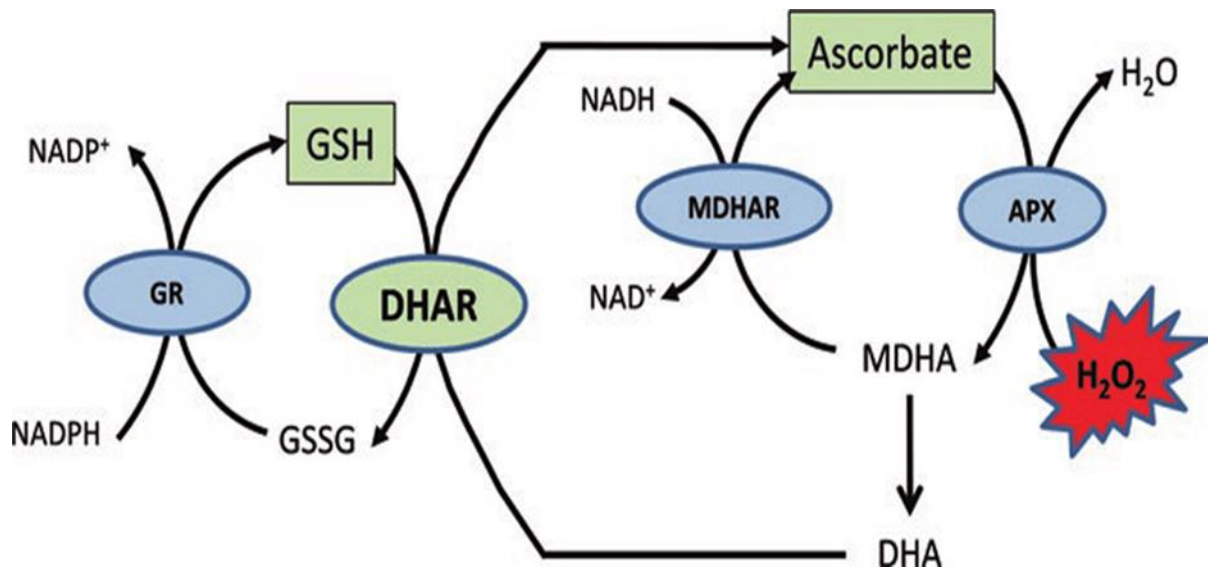 Ascorbate
H₂O
NADH
GSH
NADP⁺
MDHAR
APX
GR
DHAR
NAD⁺
MDHA
H₂O₂
NADPH
GSSG
DHA